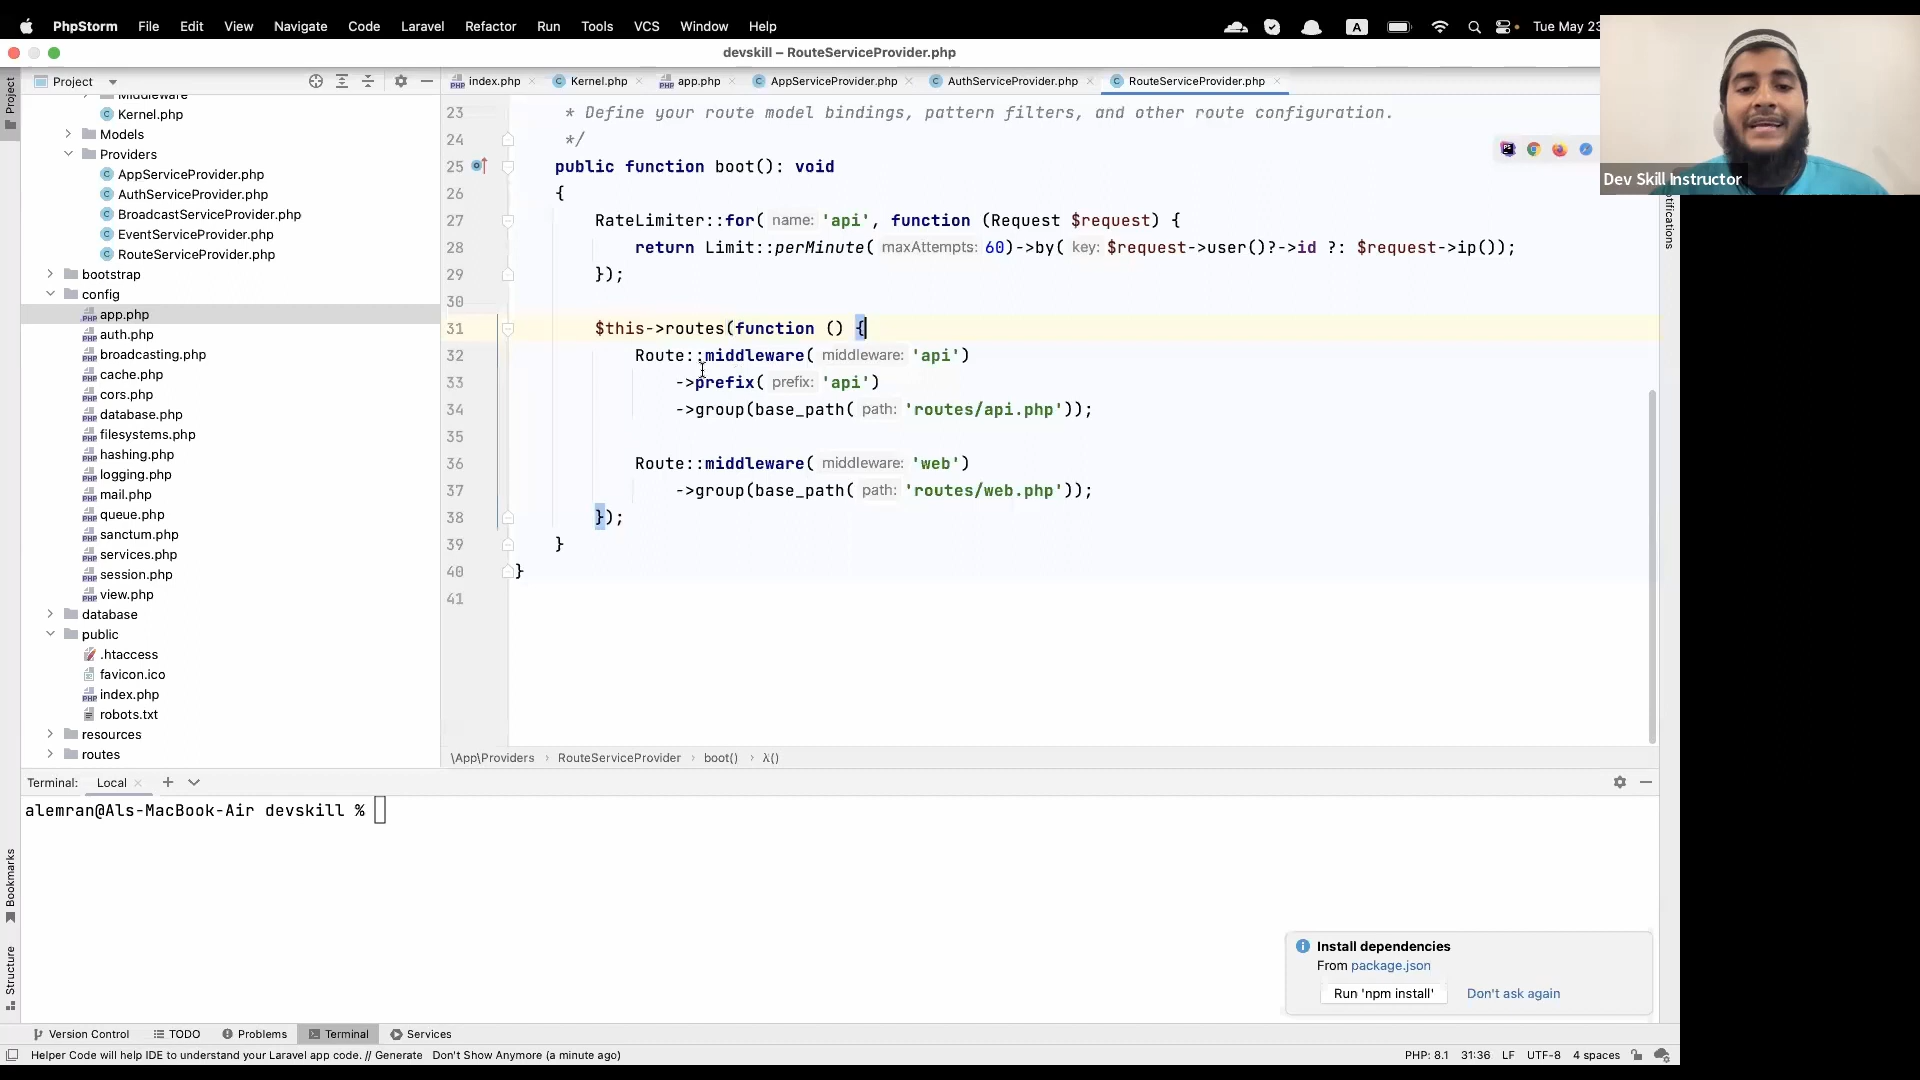 PhpStorm File Edit View Navigate Code Laravel Refactor Run Tools VCS Window Help A Tue May 23
devskill – RouteServiceProvider.php
Project index.php Kernel.php app.php AppServiceProvider.php AuthServiceProvider.php RouteServiceProvider.php
Project
Middleware
Kernel.php
Models
Providers
AppServiceProvider.php
AuthServiceProvider.php
BroadcastServiceProvider.php
EventServiceProvider.php
RouteServiceProvider.php
bootstrap
config
app.php
auth.php
broadcasting.php
cache.php
cors.php
database.php
filesystems.php
hashing.php
logging.php
mail.php
queue.php
sanctum.php
services.php
session.php
view.php
database
public
.htaccess
favicon.ico
index.php
robots.txt
resources
routes
23 * Define your route model bindings, pattern filters, and other route configuration.
24 */
25 public function boot(): void
26 {
27 RateLimiter::for( name: 'api', function (Request $request) {
28 return Limit::perMinute( maxAttempts: 60)->by( key: $request->user()?->id ?: $request->ip());
29 });
30
31 $this->routes(function () {
32 Route::middleware( middleware: 'api')
33 ->prefix( prefix: 'api')
34 ->group(base_path( path: 'routes/api.php'));
35
36 Route::middleware( middleware: 'web')
37 ->group(base_path( path: 'routes/web.php'));
38 });
39 }
40 }
41
\App\Providers › RouteServiceProvider › boot() › λ()
Dev Skill Instructor
Terminal: Local
alemran@Als-MacBook-Air devskill %
Bookmarks
Structure
Install dependencies
From package.json
Run 'npm install' Don't ask again
Version Control TODO Problems Terminal Services
Helper Code will help IDE to understand your Laravel app code. // Generate Don't Show Anymore (a minute ago) PHP: 8.1 31:36 LF UTF-8 4 spaces